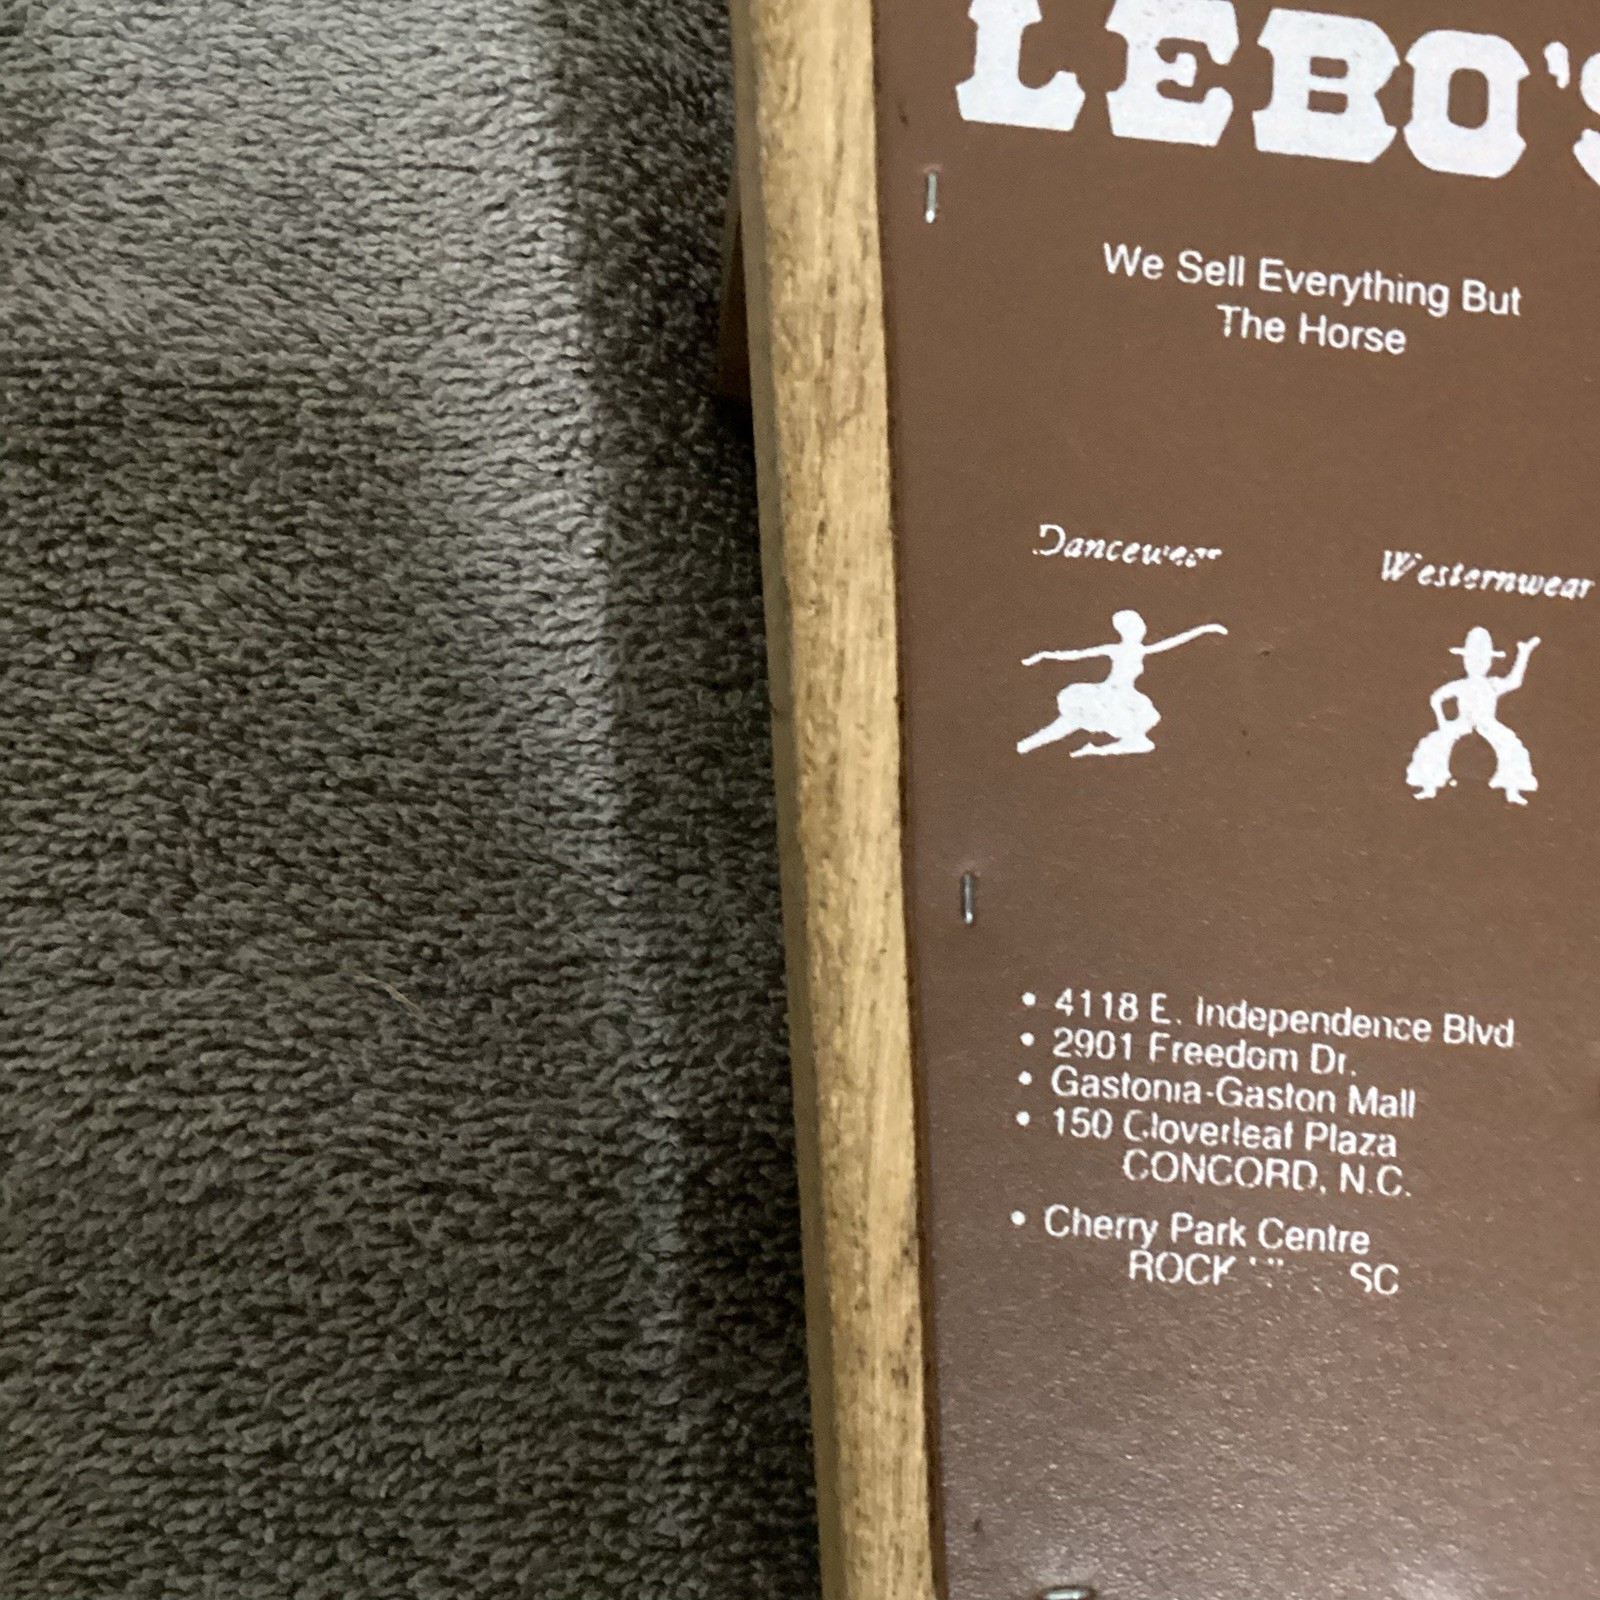 LEBO'S
We Sell Everything But
The Horse
Dancewear
Westernwear
• 4118 E. Independence Blvd
• 2901 Freedom Dr.
• Gastonia-Gaston Mall
• 150 Cloverleaf Plaza
CONCORD, N.C.
• Cherry Park Centre
ROCK SC